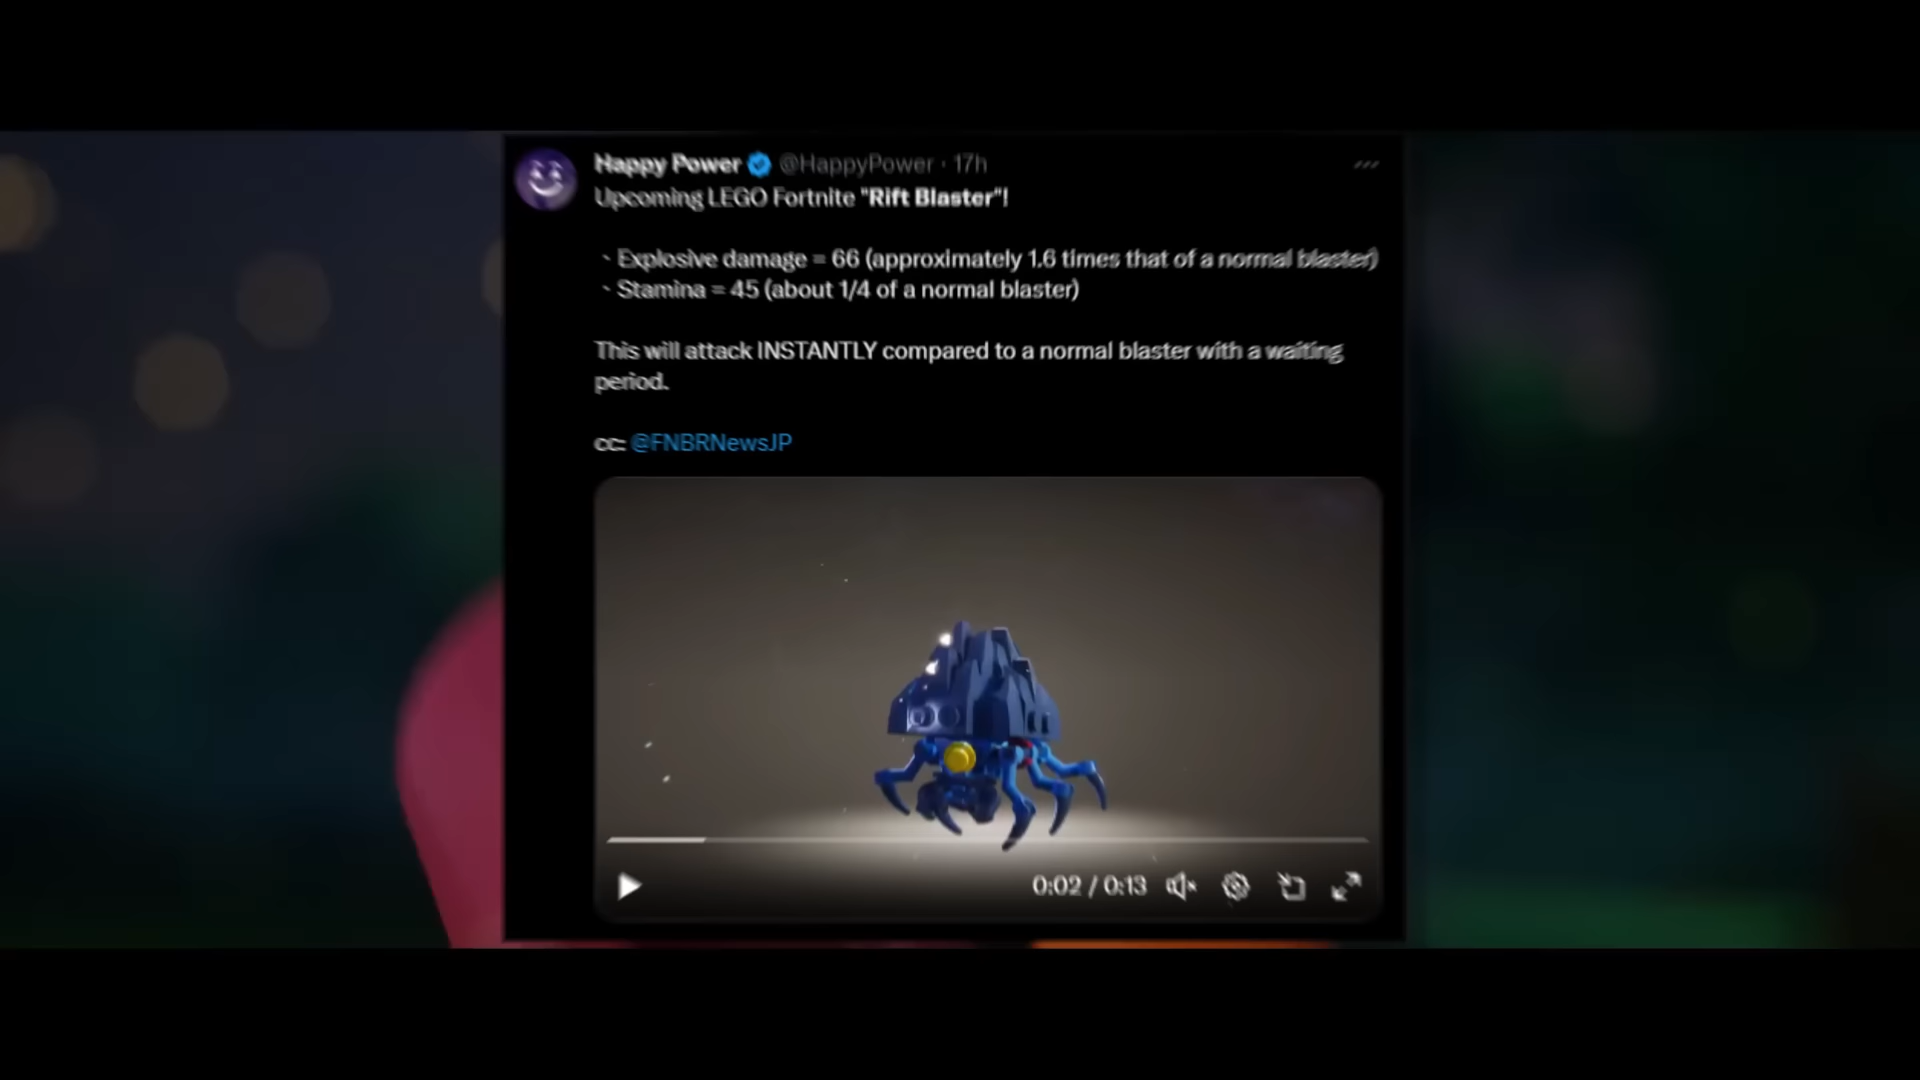 Happy Power @HappyPower · 17h
Upcoming LEGO Fortnite "Rift Blaster"!
- Explosive damage = 66 (approximately 1.6 times that of a normal blaster)
- Stamina = 45 (about 1/4 of a normal blaster)
This will attack INSTANTLY compared to a normal blaster with a waiting
period.
cc: @FNBRNewsJP
0:02 / 0:13